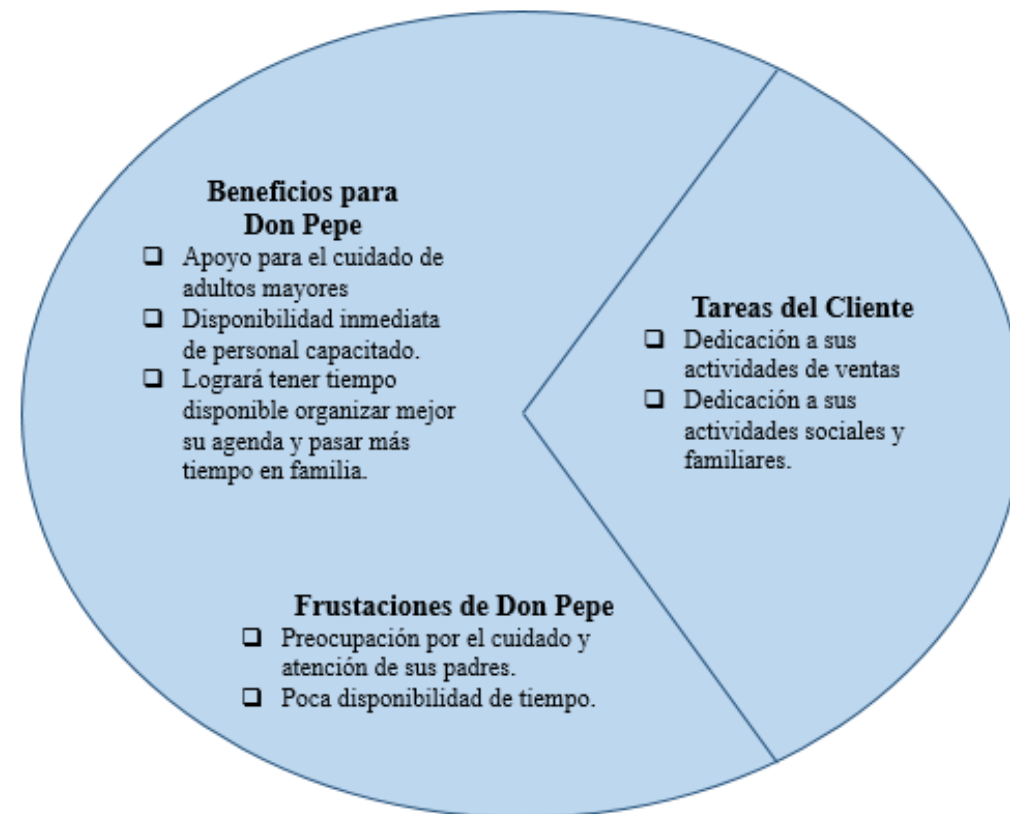 Beneficios para
Don Pepe
❑ Apoyo para el cuidado de
adultos mayores
❑ Disponibilidad inmediata
de personal capacitado.
❑ Logrará tener tiempo
disponible organizar mejor
su agenda y pasar más
tiempo en familia.
Tareas del Cliente
❑ Dedicación a sus
actividades de ventas
❑ Dedicación a sus
actividades sociales y
familiares.
Frustaciones de Don Pepe
❑ Preocupación por el cuidado y
atención de sus padres.
❑ Poca disponibilidad de tiempo.